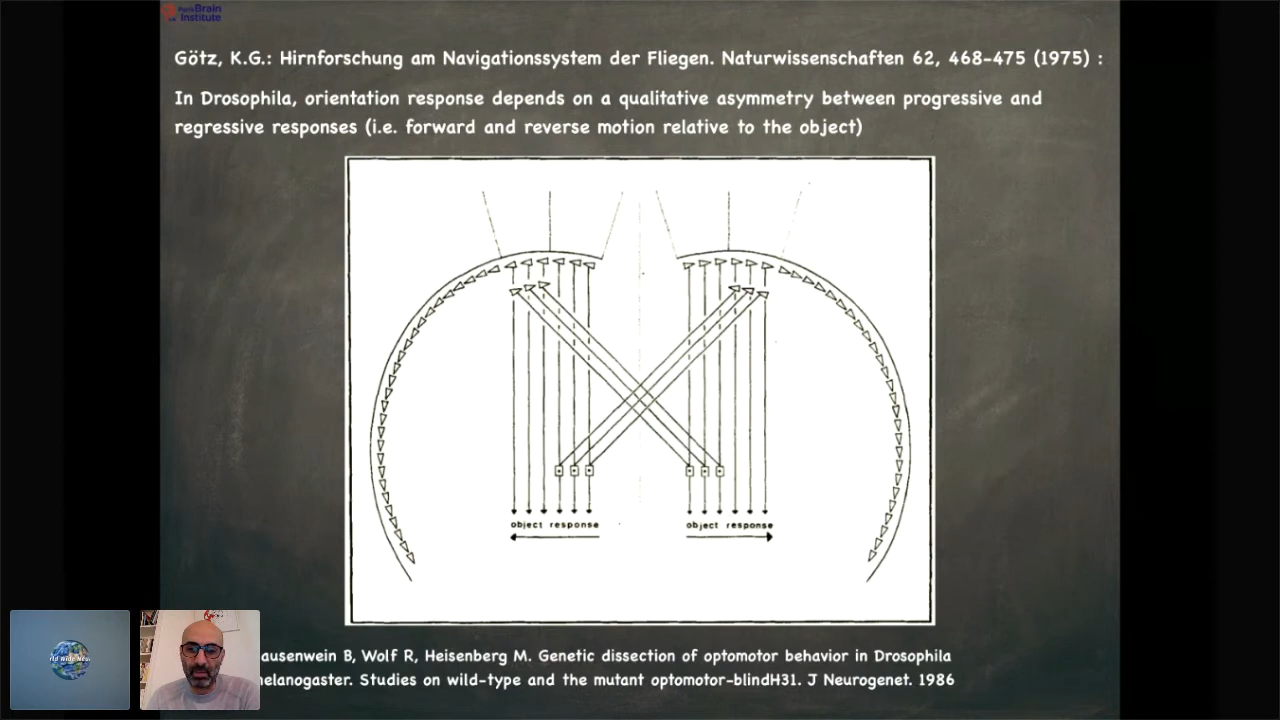 Paris Brain
Institute
Götz, K.G.: Hirnforschung am Navigationssystem der Fliegen. Naturwissenschaften 62, 468-475 (1975) :
In Drosophila, orientation response depends on a qualitative asymmetry between progressive and
regressive responses (i.e. forward and reverse motion relative to the object)
object response
object response
ausenwein B, Wolf R, Heisenberg M. Genetic dissection of optomotor behavior in Drosophila
elanogaster. Studies on wild-type and the mutant optomotor-blindH31. J Neurogenet. 1986